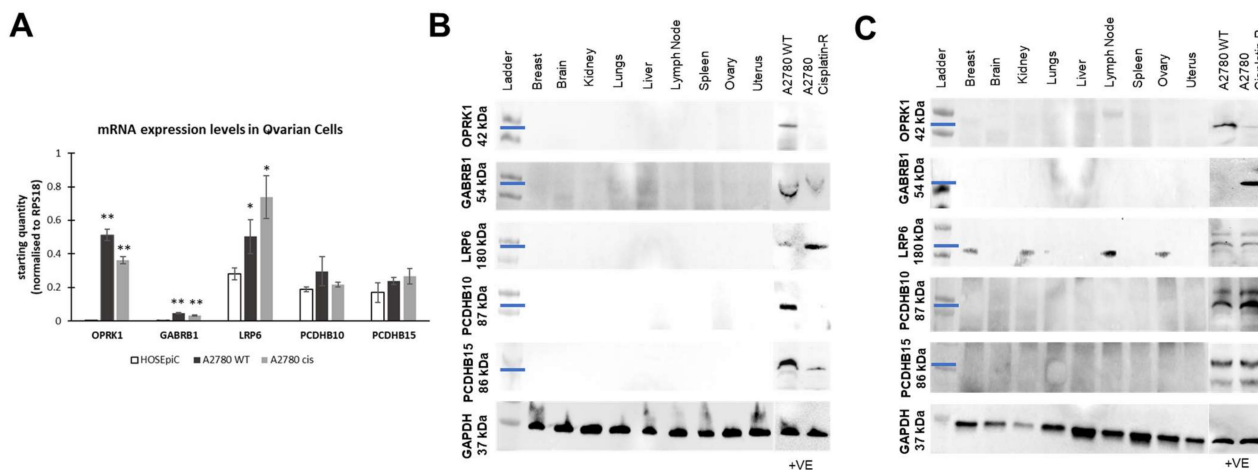 A
mRNA expression levels in Ovarian Cells
starting quantity
(normalised to RPS18)
1
0.8
0.6
0.4
0.2
0
**
**
**
**
*
*
OPRK1
GABRB1
LRP6
PCDHB10
PCDHB15
HOSEpiC
A2780 WT
A2780 cis
B
Ladder
Breast
Brain
Kidney
Lungs
Liver
Lymph Node
Spleen
Ovary
Uterus
A2780 WT
A2780
Cisplatin-R
OPRK1
42 kDa
GABRB1
54 kDa
LRP6
180 kDa
PCDHB10
87 kDa
PCDHB15
86 kDa
GAPDH
37 kDa
+VE
C
Ladder
Breast
Brain
Kidney
Lungs
Liver
Lymph Node
Spleen
Ovary
Uterus
A2780 WT
A2780
Cisplatin-R
OPRK1
42 kDa
GABRB1
54 kDa
LRP6
180 kDa
PCDHB10
87 kDa
PCDHB15
86 kDa
GAPDH
37 kDa
+VE